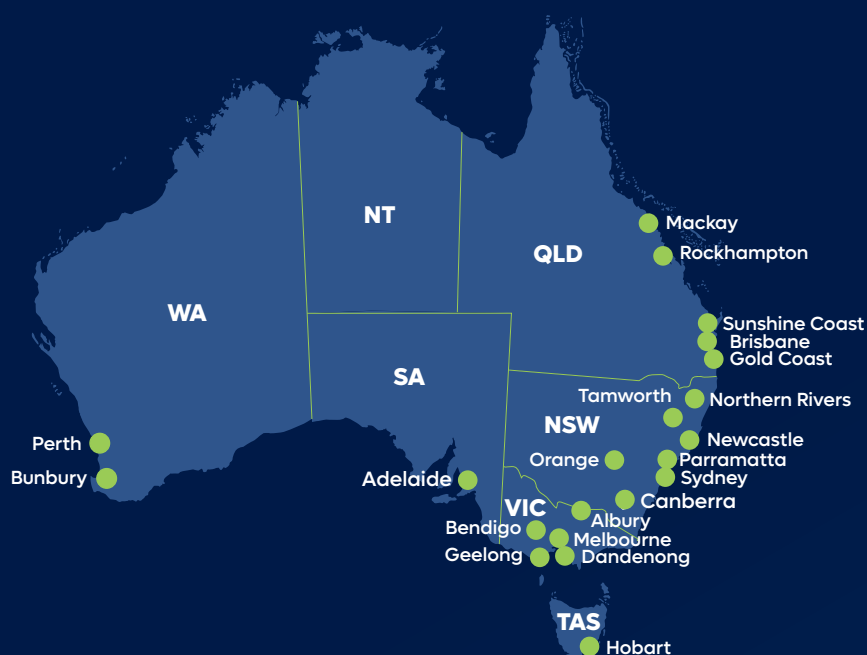 NT
Mackay
QLD
Rockhampton
WA
Sunshine Coast
Brisbane
Gold Coast
SA
Tamworth
Northern Rivers
NSW
Newcastle
Perth
Orange
Parramatta
Bunbury
Adelaide
Sydney
Canberra
VIC
Albury
Bendigo
Melbourne
Geelong
Dandenong
TAS
Hobart